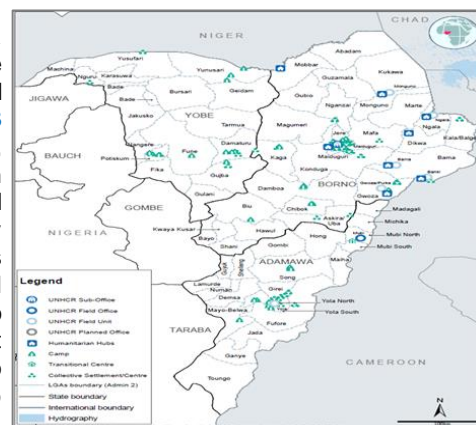 NIGER
CHAD
Yusufari
Machina
Yunusari
Nguru
Karasuwa
Bade
Bursari
Geidam
JIGAWA
Jakusko
YOBE
Tarmua
Nangere
Fune
Damaturu
Potiskum
Fika
Gujba
Gulani
BAUCH
GOMBE
NIGERIA
Abadam
Mobbar
Kukawa
Guzamala
Gubio
Monguno
Marte
Nganzai
Magumeri
Jere
Mafa
Ngala
Kala/Balge
Maiduguri
Dikwa
Kaga
Konduga
Bama
Damboa
BORNO
Gwoza
Chibok
Biu
Askira/
Uba
Kwaya Kusar
Hawul
Bayo
Shani
Madagali
Michika
Mubi North
Mubi South
Hong
Gombi
Maiha
ADAMAWA
Song
Shelleng
Guyuk
Lamurde
Numan
Demsa
Girei
Yola North
Yola South
Mayo-Belwa
Fufore
Jada
Ganye
Toungo
TARABA
CAMEROON
Legend
UNHCR Sub-Office
UNHCR Field Office
UNHCR Field Unit
UNHCR Planned Office
Humanitarian Hubs
Camp
Transitional Centre
Collective Settlement/Centre
LGAs boundary (Admin 2)
State boundary
International boundary
Hydrography
N